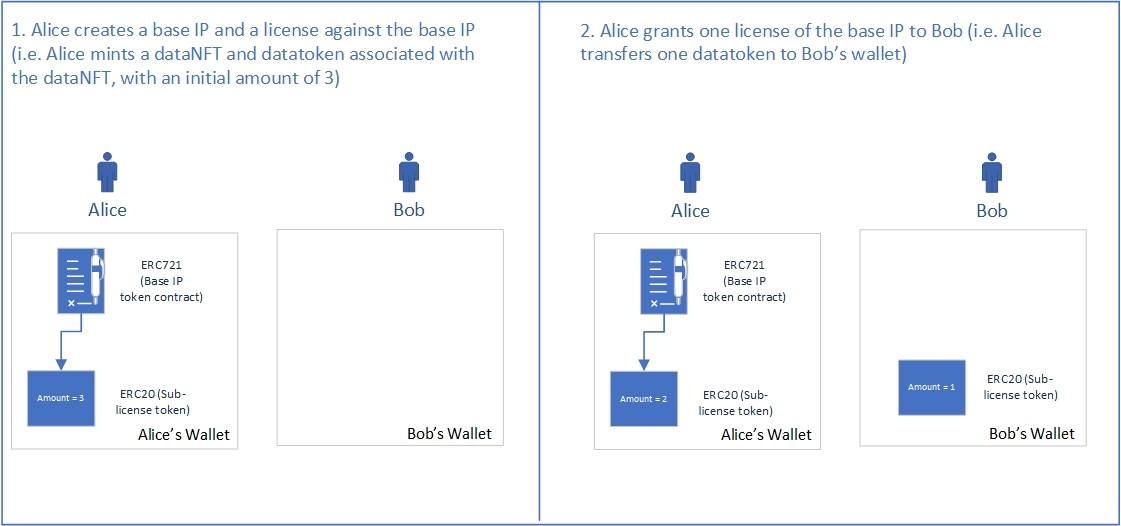 1. Alice creates a base IP and a license against the base IP
(i.e. Alice mints a dataNFT and datatoken associated with
the dataNFT, with an initial amount of 3)
Alice
Bob
ERC721
(Base IP
token contract)
Amount = 3
ERC20 (Sub-
license token)
Alice's Wallet
Bob's Wallet
2. Alice grants one license of the base IP to Bob (i.e. Alice
transfers one datatoken to Bob's wallet)
Alice
Bob
ERC721
(Base IP
token contract)
Amount = 2
ERC20 (Sub-
license token)
Alice's Wallet
Amount = 1
ERC20 (Sub-
license token)
Bob's Wallet